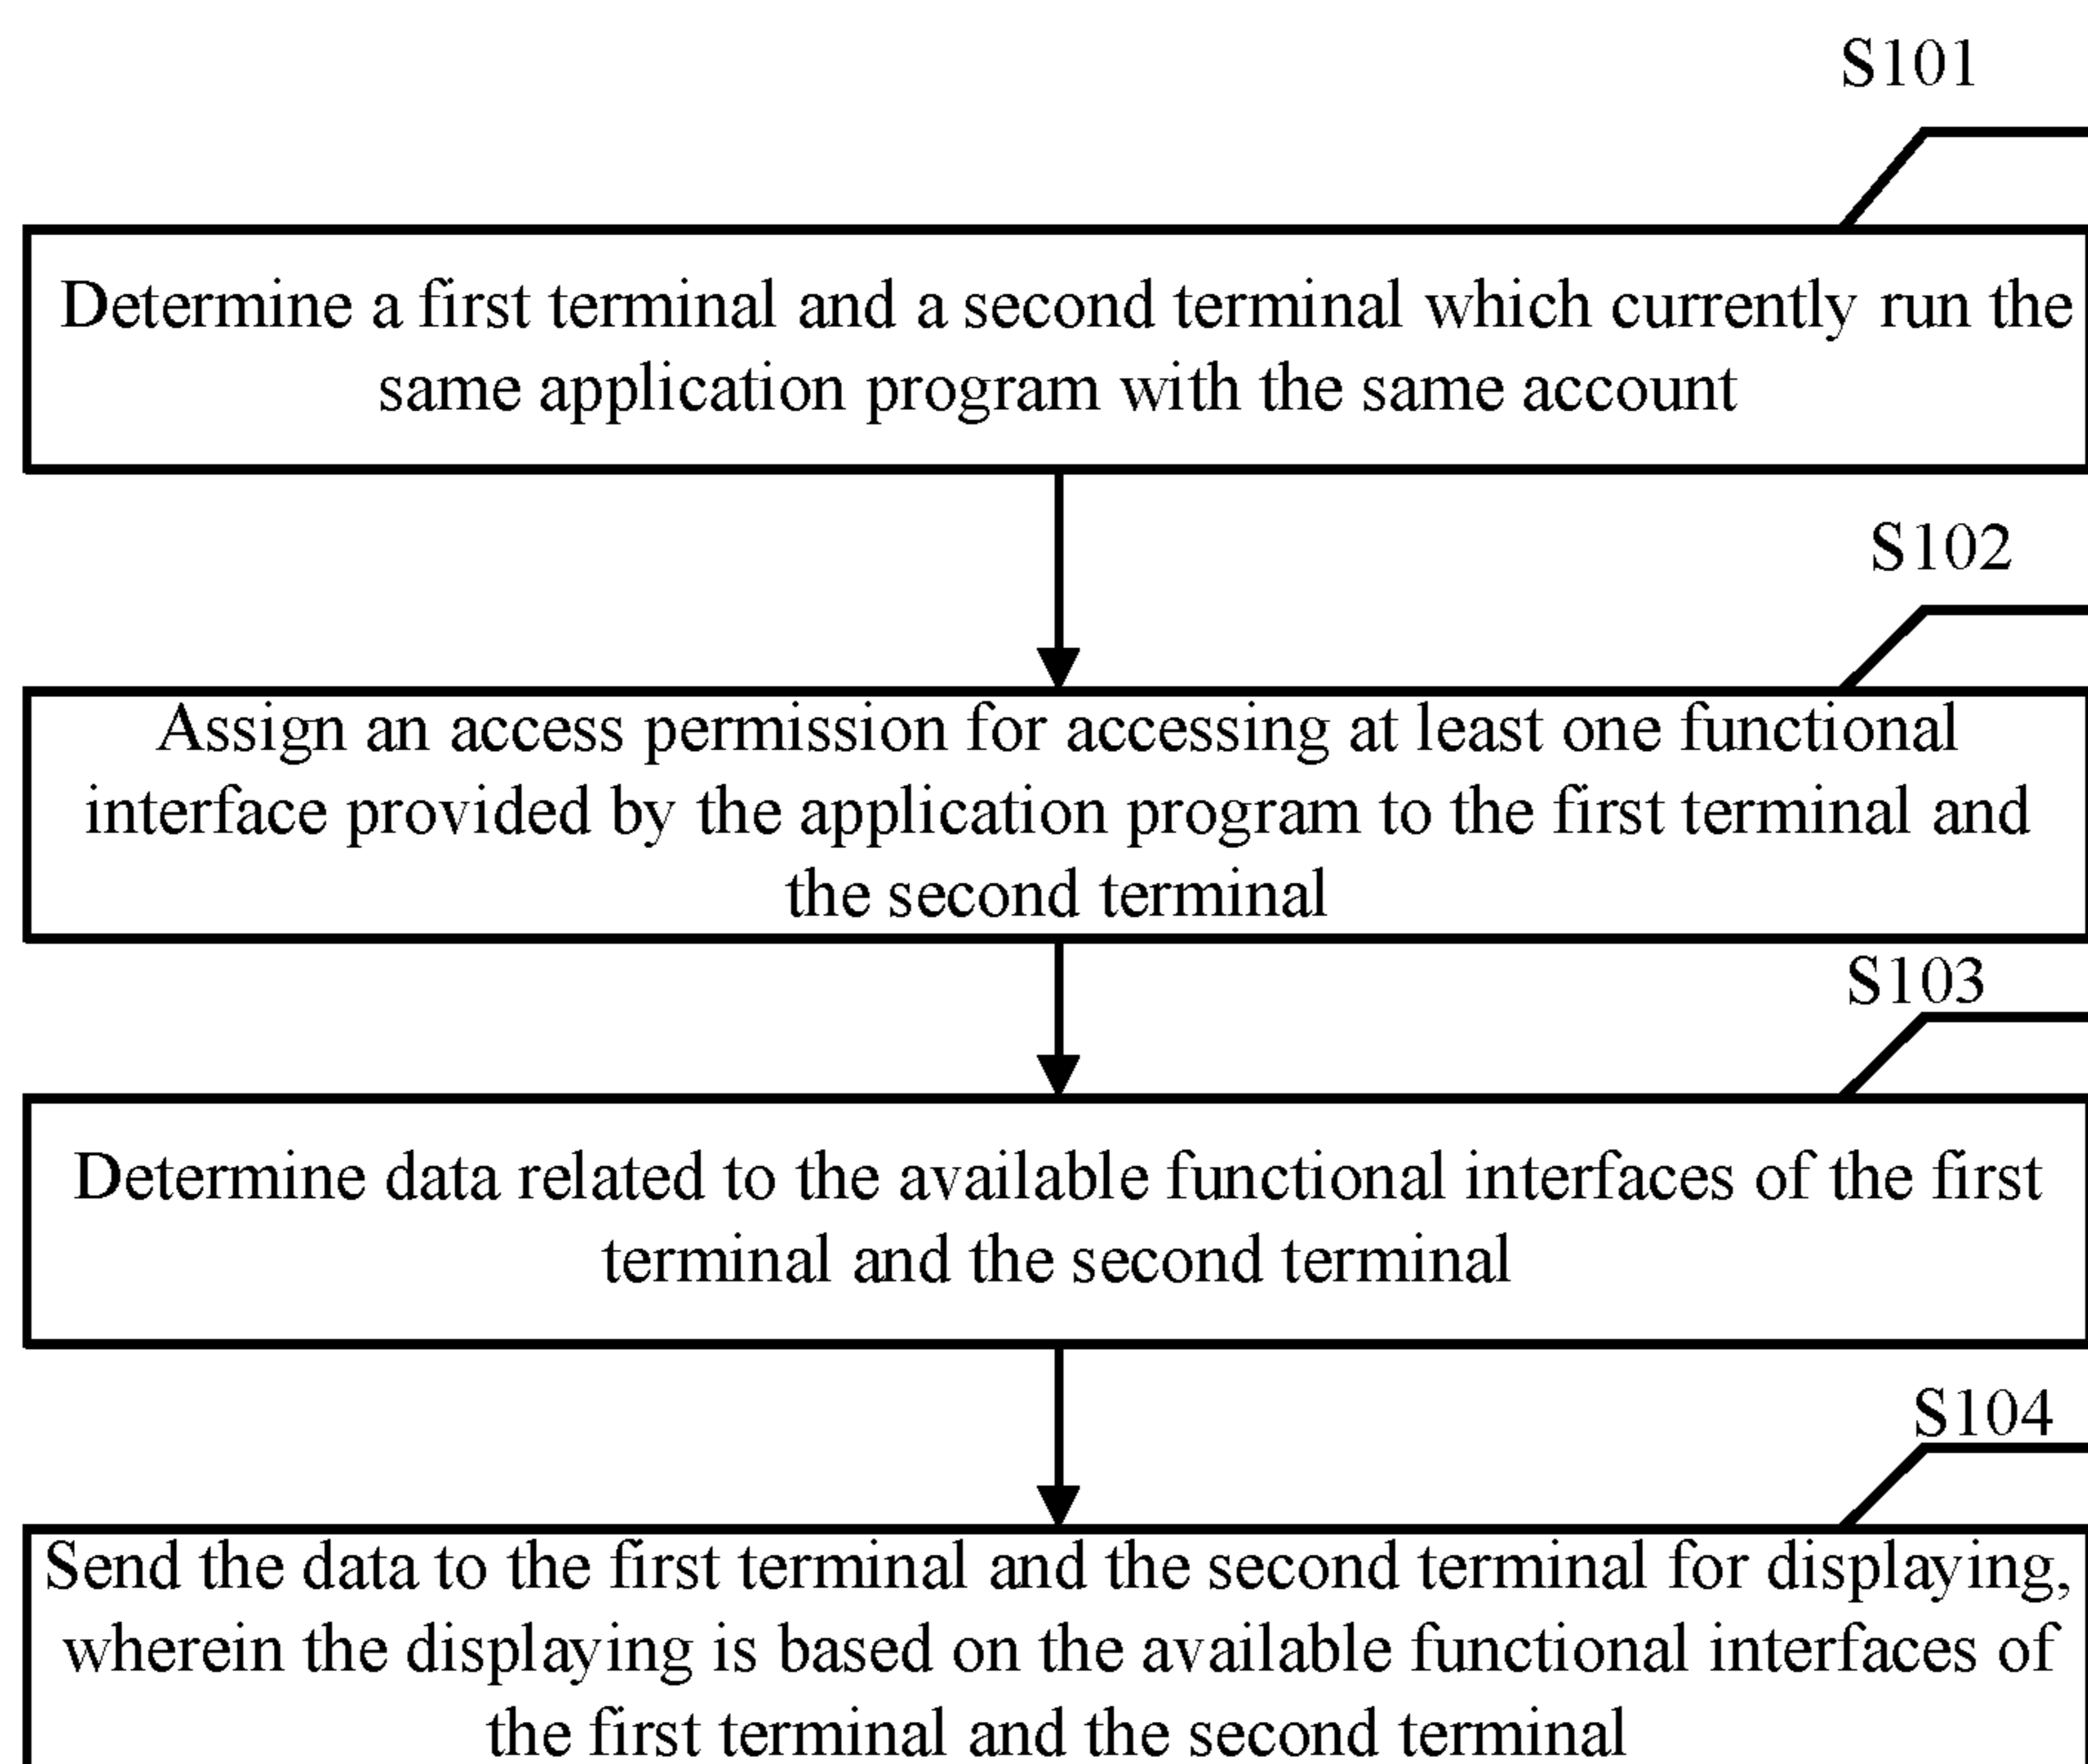 S101
Determine a first terminal and a second terminal which currently run the
same application program with the same account
S102
Assign an access permission for accessing at least one functional
interface provided by the application program to the first terminal and
the second terminal
S103
Determine data related to the available functional interfaces of the first
terminal and the second terminal
S104
Send the data to the first terminal and the second terminal for displaying,
wherein the displaying is based on the available functional interfaces of
the first terminal and the second terminal